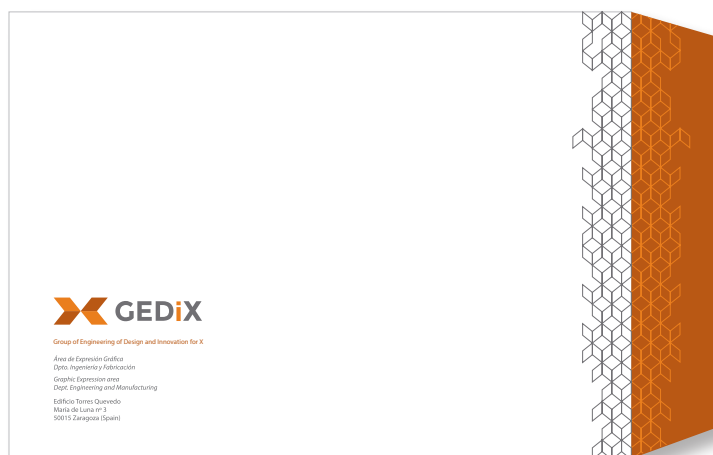 GEDiX
Group of Engineering of Design and Innovation for X
Área de Expresión Gráfica
Dpto. Ingeniería y Fabricación
Graphic Expression area
Dept. Engineering and Manufacturing
Edificio Torres Quevedo
María de Luna nº 3
50015 Zaragoza (Spain)